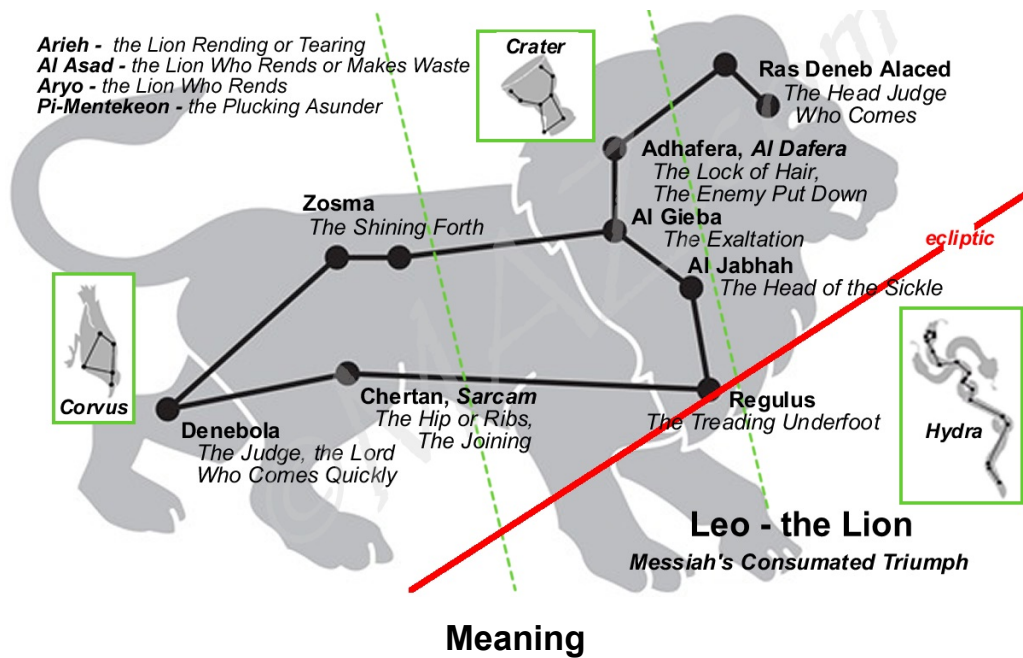 Arieh - the Lion Rending or Tearing
Al Asad - the Lion Who Rends or Makes Waste
Aryo - the Lion Who Rends
Pi-Mentekeon - the Plucking Asunder
Crater
Ras Deneb Alaced
The Head Judge
Who Comes
Adhafera, Al Dafera
The Lock of Hair,
The Enemy Put Down
Zosma
The Shining Forth
Al Gieba
The Exaltation
ecliptic
Al Jabhah
The Head of the Sickle
Corvus
Chertan, Sarcam
The Hip or Ribs,
The Joining
Regulus
The Treading Underfoot
Hydra
Denebola
The Judge, the Lord
Who Comes Quickly
Leo - the Lion
Messiah's Consumated Triumph
Meaning